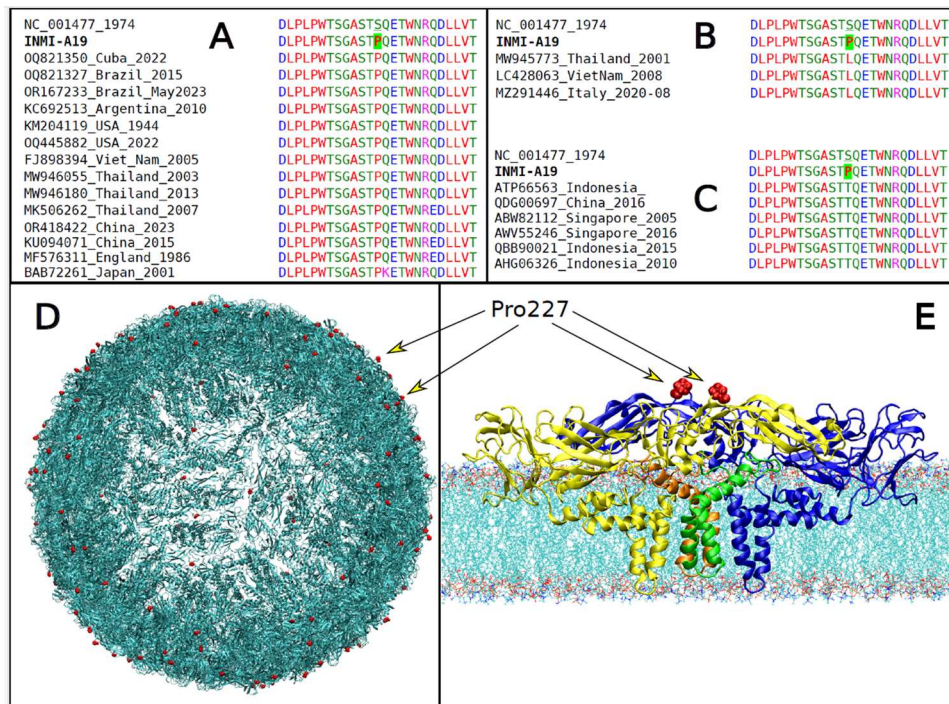 A
NC_001477_1974 DLPLPWTSGASTSQETWNRQDLLVT
INMI-A19 DLPLPWTSGASTPQETWNRQDLLVT
OQ821350_Cuba_2022 DLPLPWTSGASTPQETWNRQDLLVT
OQ821327_Brazil_2015 DLPLPWTSGASTPQETWNRQDLLVT
OR167233_Brazil_May2023 DLPLPWTSGASTPQETWNRQDLLVT
KC692513_Argentina_2010 DLPLPWTSGASTPQETWNRQDLLVT
KM204119_USA_1944 DLPLPWTSGASTPQETWNRQDLLVT
OQ445882_USA_2022 DLPLPWTSGASTPQETWNRQDLLVT
FJ898394_Viet_Nam_2005 DLPLPWTSGASTPQETWNRQDLLVT
MW946055_Thailand_2003 DLPLPWTSGASTPQETWNRQDLLVT
MW946180_Thailand_2013 DLPLPWTSGASTPQETWNRQDLLVT
MK506262_Thailand_2007 DLPLPWTSGASTPQETWNREDLLVT
OR418422_China_2023 DLPLPWTSGASTPQETWNRQDLLVT
KU094071_China_2015 DLPLPWTSGASTPQETWNREDLLVT
MF576311_England_1986 DLPLPWTSGASTPQETWNREDLLVT
BAB72261_Japan_2001 DLPLPWTSGASTPKETWNRQDLLVT
B
NC_001477_1974 DLPLPWTSGASTSQETWNRQDLLVT
INMI-A19 DLPLPWTSGASTPQETWNRQDLLVT
MW945773_Thailand_2001 DLPLPWTSGASTLQETWNRQDLLVT
LC428063_VietNam_2008 DLPLPWTSGASTLQETWNRQDLLVT
MZ291446_Italy_2020-08 DLPLPWTSGASTLQETWNRQDLLVT
C
NC_001477_1974 DLPLPWTSGASTSQETWNRQDLLVT
INMI-A19 DLPLPWTSGASTPQETWNRQDLLVT
ATP66563_Indonesia_ DLPLPWTSGASTTQETWNRQDLLVT
QDG00697_China_2016 DLPLPWTSGASTTQETWNRQDLLVT
ABW82112_Singapore_2005 DLPLPWTSGASTTQETWNRQDLLVT
AWV55246_Singapore_2016 DLPLPWTSGASTTQETWNRQDLLVT
QBB90021_Indonesia_2015 DLPLPWTSGASTTQETWNRQDLLVT
AHG06326_Indonesia_2010 DLPLPWTSGASTTQETWNRQDLLVT
D
Pro227
E